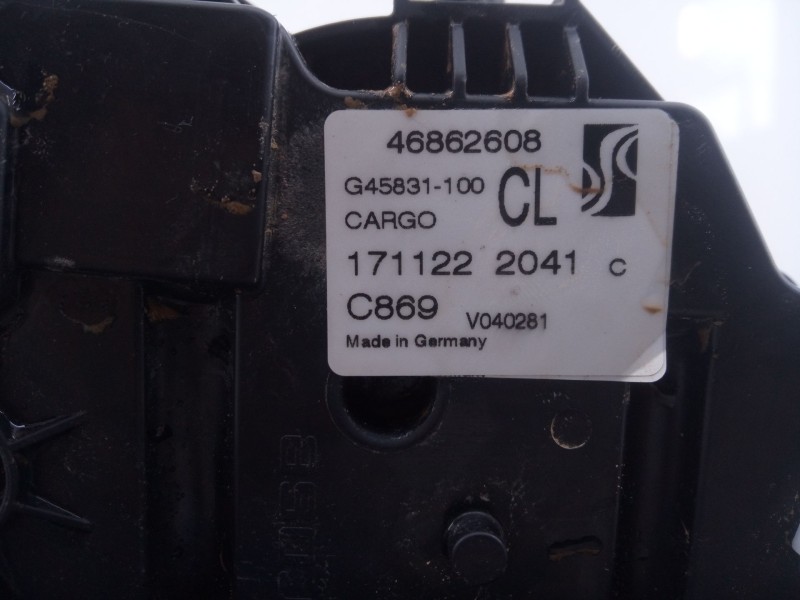 46862608
G45831-100
CL
CARGO
171122 2041 C
C869 V040281
Made in Germany